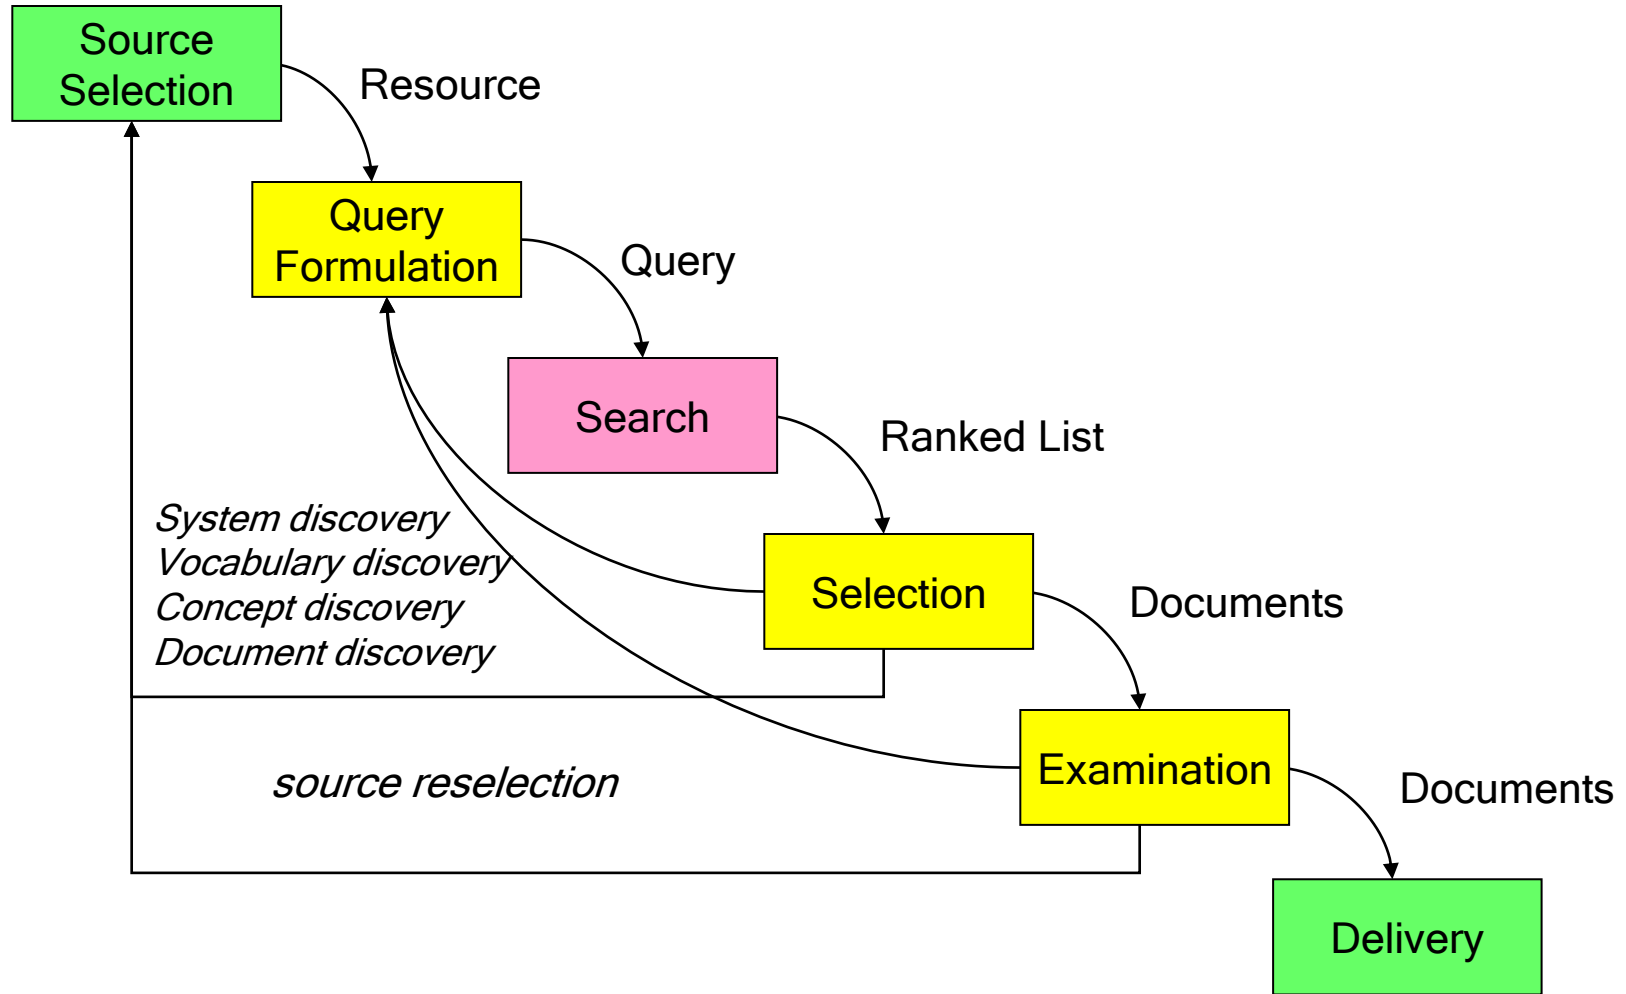 Source
Selection
Resource
Query
Formulation
Query
Search
Ranked List
System discovery
Vocabulary discovery
Concept discovery
Document discovery
Selection
Documents
source reselection
Examination
Documents
Delivery